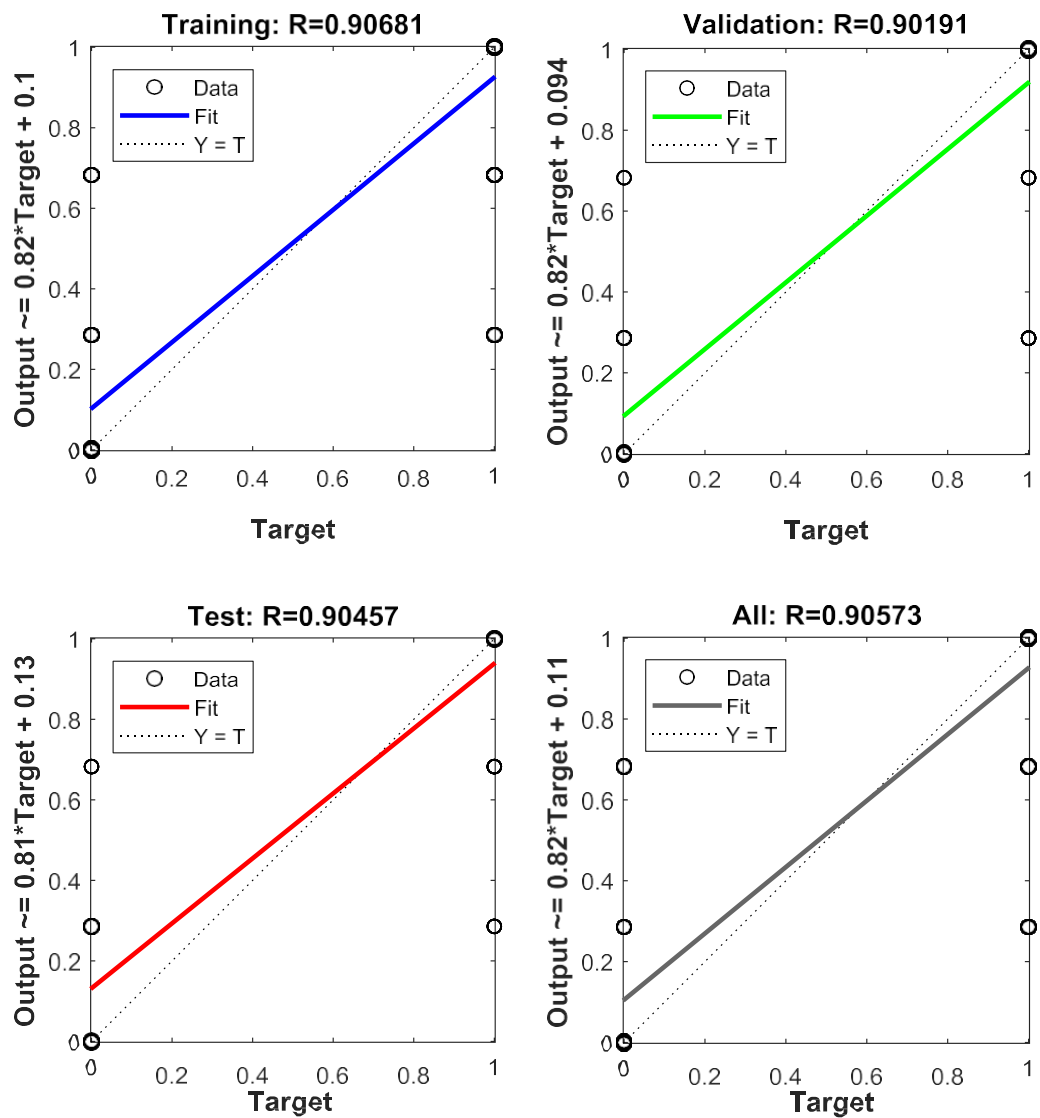 Training: R=0.90681
Output ~= 0.82*Target + 0.1
1
0.8
0.6
0.4
0.2
0
Data
Fit
Y = T
0 0.2 0.4 0.6 0.8 1
Target
Validation: R=0.90191
Output ~= 0.82*Target + 0.094
1
0.8
0.6
0.4
0.2
0
Data
Fit
Y = T
0 0.2 0.4 0.6 0.8 1
Target
Test: R=0.90457
Output ~= 0.81*Target + 0.13
1
0.8
0.6
0.4
0.2
0
Data
Fit
Y = T
0 0.2 0.4 0.6 0.8 1
Target
All: R=0.90573
Output ~= 0.82*Target + 0.11
1
0.8
0.6
0.4
0.2
0
Data
Fit
Y = T
0 0.2 0.4 0.6 0.8 1
Target